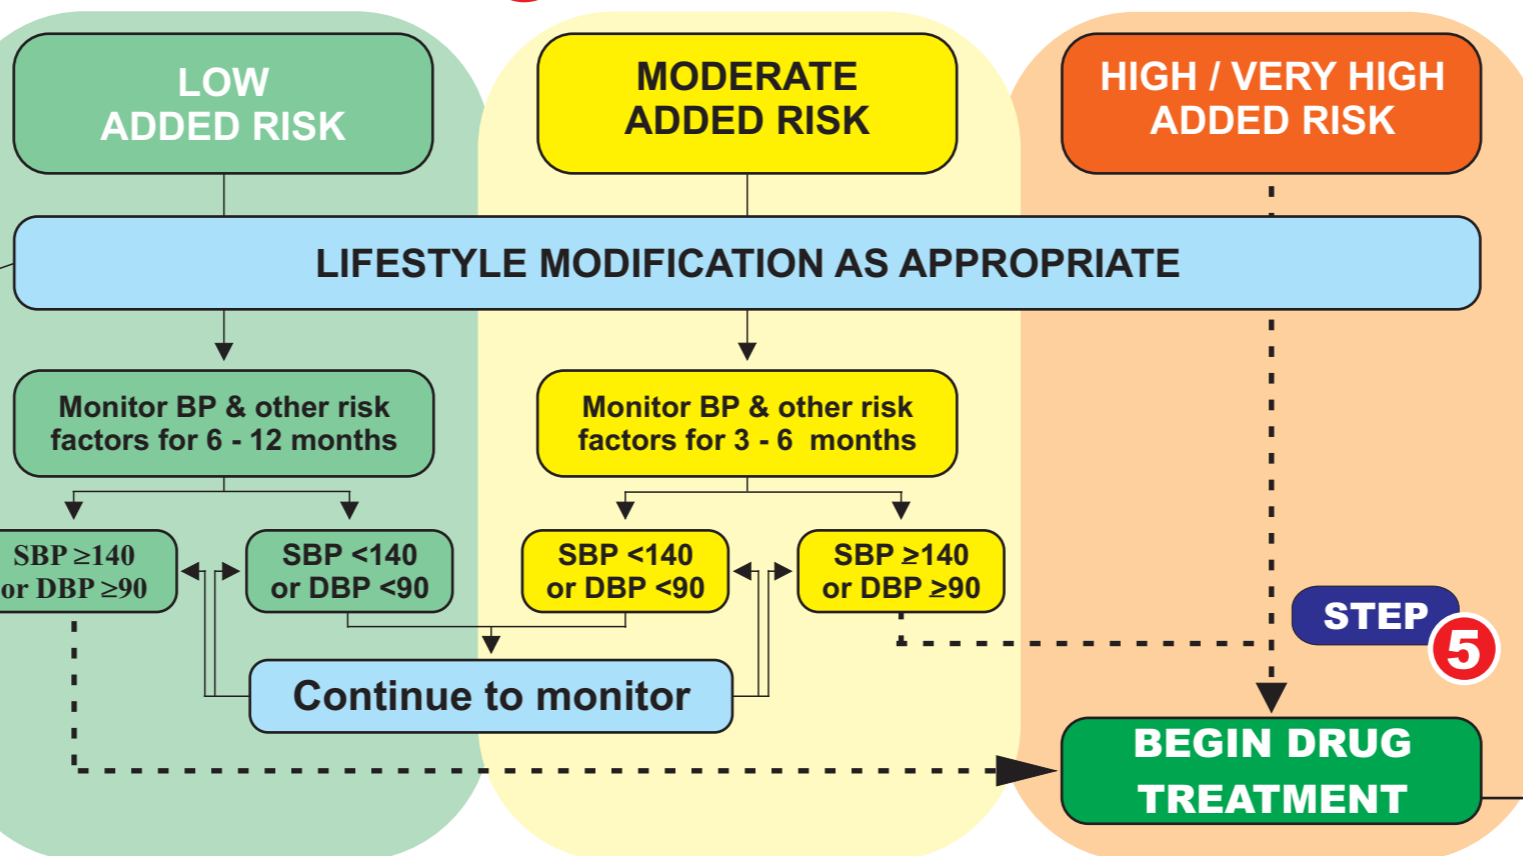 LOW
ADDED RISK
MODERATE
ADDED RISK
HIGH / VERY HIGH
ADDED RISK
LIFESTYLE MODIFICATION AS APPROPRIATE
Monitor BP & other risk
factors for 6 - 12 months
Monitor BP & other risk
factors for 3 - 6 months
SBP ≥140
or DBP ≥90
SBP <140
or DBP <90
SBP <140
or DBP <90
SBP ≥140
or DBP ≥90
STEP
5
Continue to monitor
BEGIN DRUG
TREATMENT